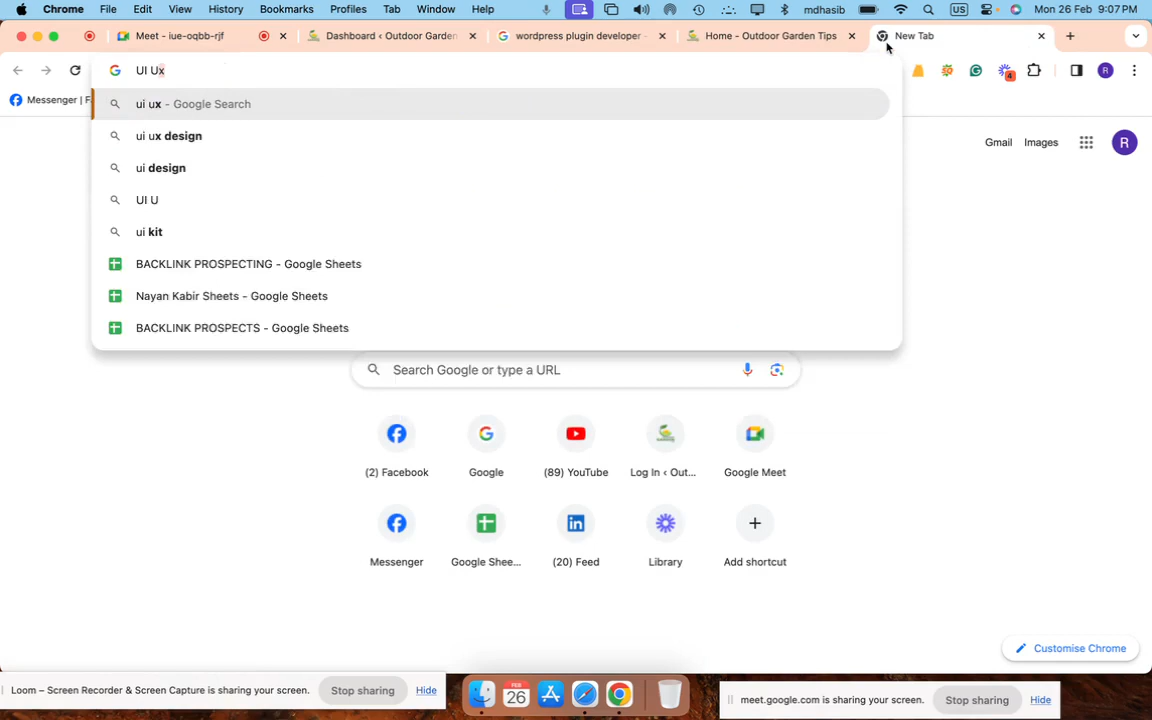 Chrome File Edit View History Bookmarks Profiles Tab Window Help US mdhasib Mon 26 Feb 9:07 PM
Meet - iue-oqbb-rjf Dashboard ‹ Outdoor Garden wordpress plugin developer - Home - Outdoor Garden Tips New Tab
UI Ux 4 R
Messenger | F
ui ux - Google Search
ui ux design
ui design
UI U
ui kit
BACKLINK PROSPECTING - Google Sheets
Nayan Kabir Sheets - Google Sheets
BACKLINK PROSPECTS - Google Sheets
Gmail Images R
Search Google or type a URL
(2) Facebook Google (89) YouTube Log In ‹ Out... Google Meet
Messenger Google Shee... (20) Feed Library Add shortcut
Customise Chrome
Loom – Screen Recorder & Screen Capture is sharing your screen. Stop sharing Hide
FEB
26
meet.google.com is sharing your screen. Stop sharing Hide